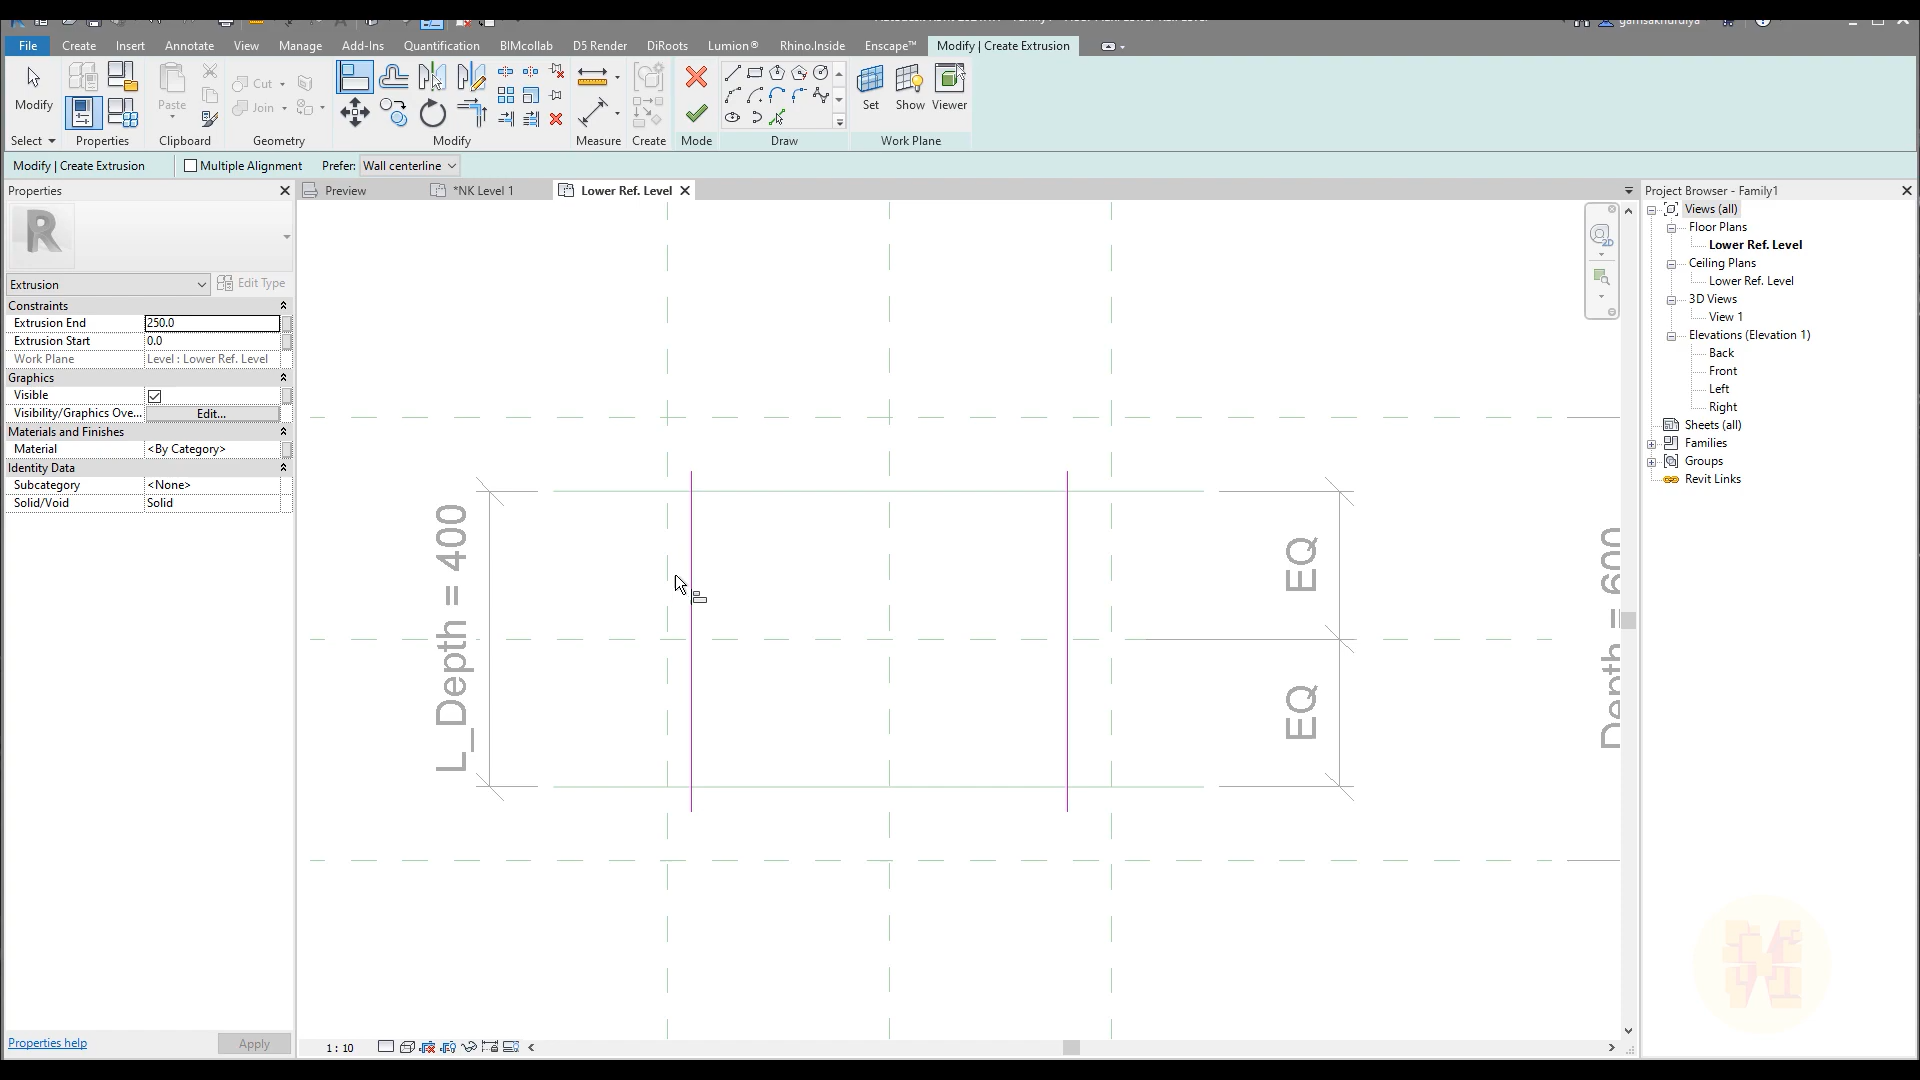 File Create Insert Annotate View Manage Add-Ins Quantification BIMcollab D5 Render DiRoots Lumion® Rhino.Inside Enscape™ Modify | Create Extrusion
Cut
Join
Modify Paste Set Show Viewer
Select Properties Clipboard Geometry Modify Measure Create Mode Draw Work Plane
Modify | Create Extrusion Multiple Alignment Prefer: Wall centerline
Properties
Preview *NK Level 1 Lower Ref. Level
Project Browser - Family1
R
Extrusion Edit Type
Constraints
Extrusion End 250.0
Extrusion Start 0.0
Work Plane Level : Lower Ref. Level
Graphics
Visible
Visibility/Graphics Ove... Edit...
Materials and Finishes
Material <By Category>
Identity Data
Subcategory <None>
Solid/Void Solid
Properties help Apply
2D
L_Depth = 400
EQ
EQ
Depth = 600
1 : 10
Views (all)
Floor Plans
Lower Ref. Level
Ceiling Plans
Lower Ref. Level
3D Views
View 1
Elevations (Elevation 1)
Back
Front
Left
Right
Sheets (all)
Families
Groups
Revit Links